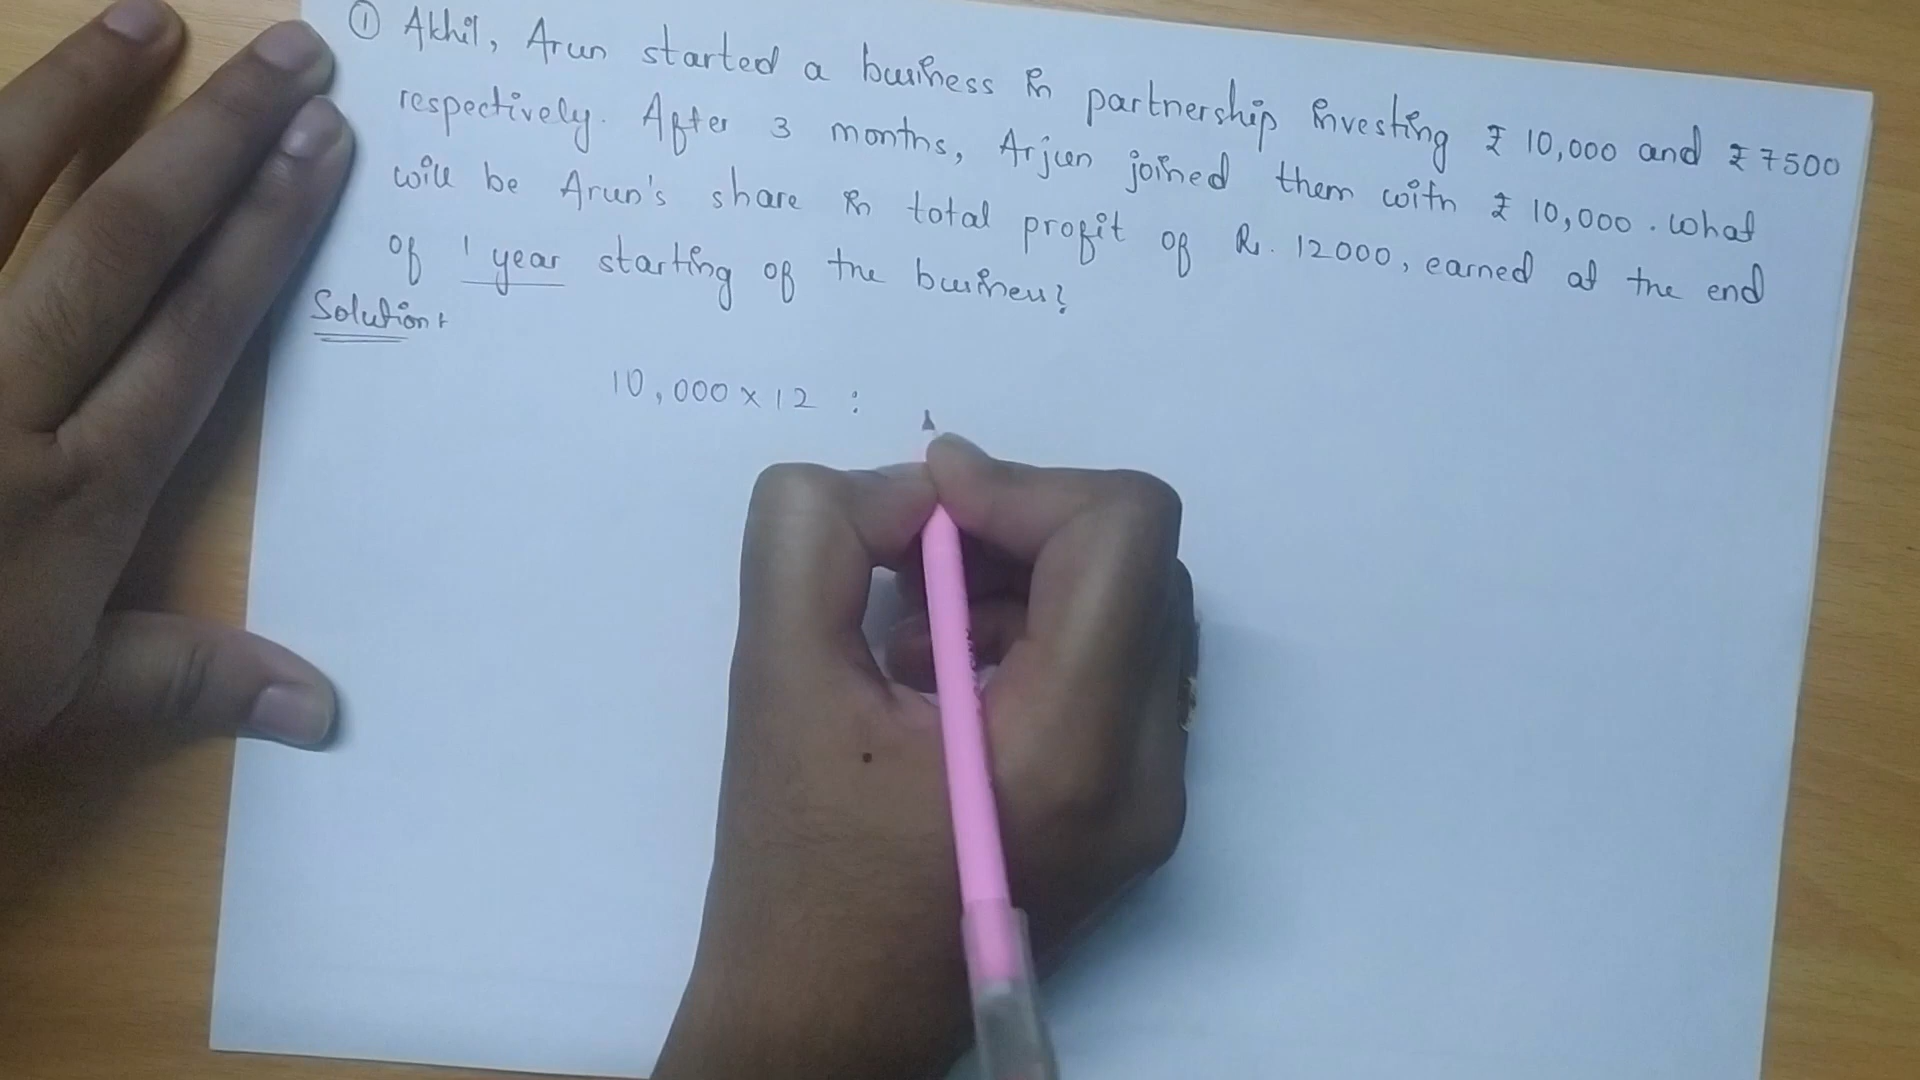 ① Akhil, Arun started a business in partnership investing ₹ 10,000 and ₹ 7500
respectively. After 3 months, Arjun joined them with ₹ 10,000. what
will be Arun's share in total profit of Rs. 12000, earned at the end
of 1 year starting of the business?
Solution:
10,000 × 12 :